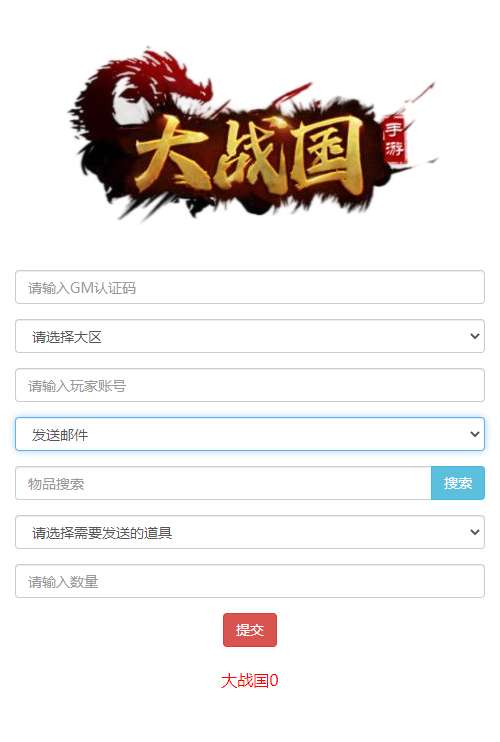 大战国
手游
请输入GM认证码
请选择大区
请输入玩家账号
发送邮件
物品搜索
搜索
请选择需要发送的道具
请输入数量
提交
大战国0